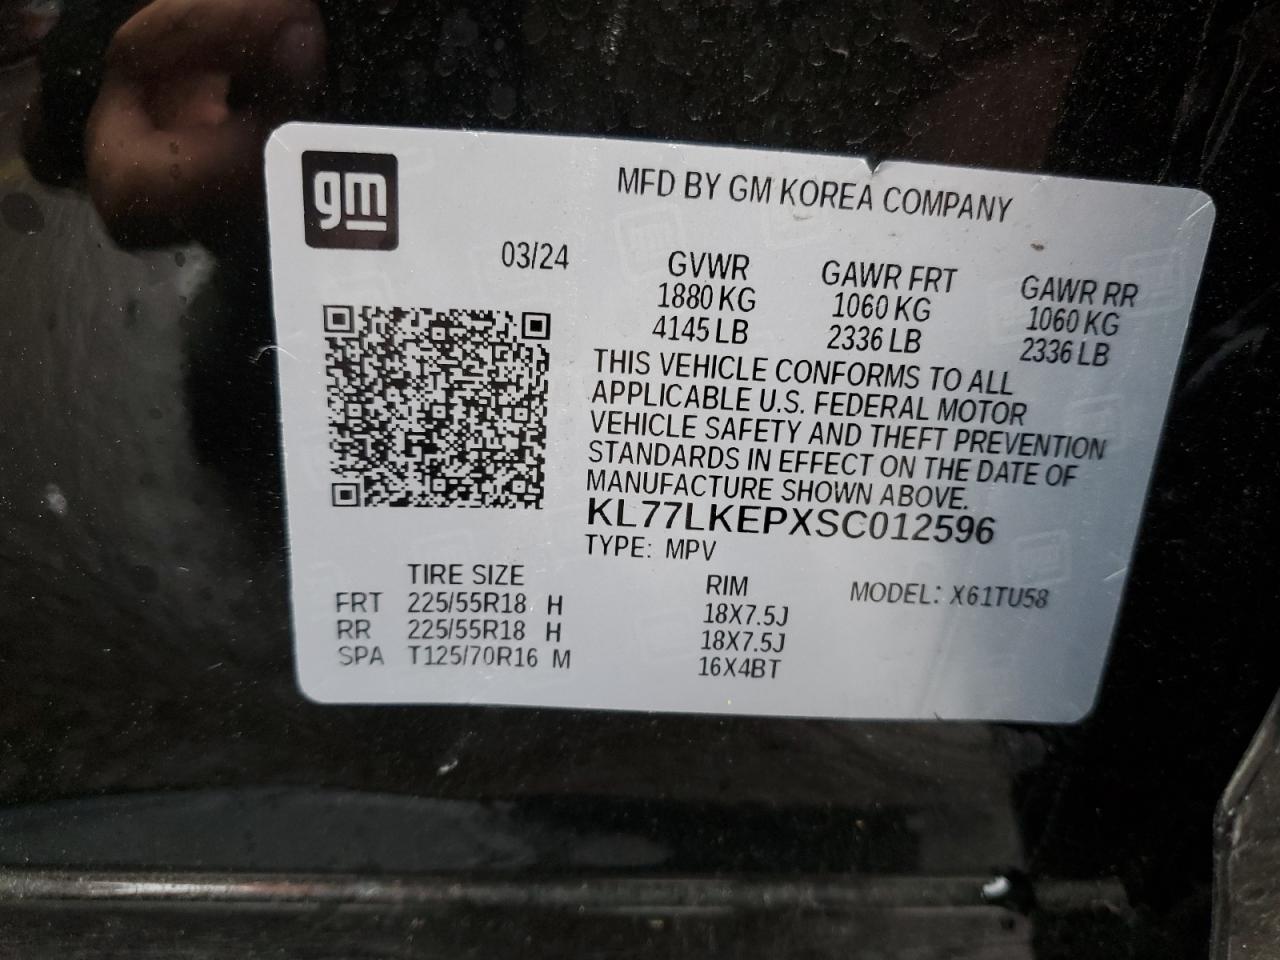 gm
MFD BY GM KOREA COMPANY
03/24
GVWR GAWR FRT GAWR RR
1880 KG 1060 KG 1060 KG
4145 LB 2336 LB 2336 LB
THIS VEHICLE CONFORMS TO ALL
APPLICABLE U.S. FEDERAL MOTOR
VEHICLE SAFETY AND THEFT PREVENTION
STANDARDS IN EFFECT ON THE DATE OF
MANUFACTURE SHOWN ABOVE.
KL77LKEPXSC012596
TYPE: MPV
TIRE SIZE RIM MODEL: X61TU58
FRT 225/55R18 H 18X7.5J
RR 225/55R18 H 18X7.5J
SPA T125/70R16 M 16X4BT